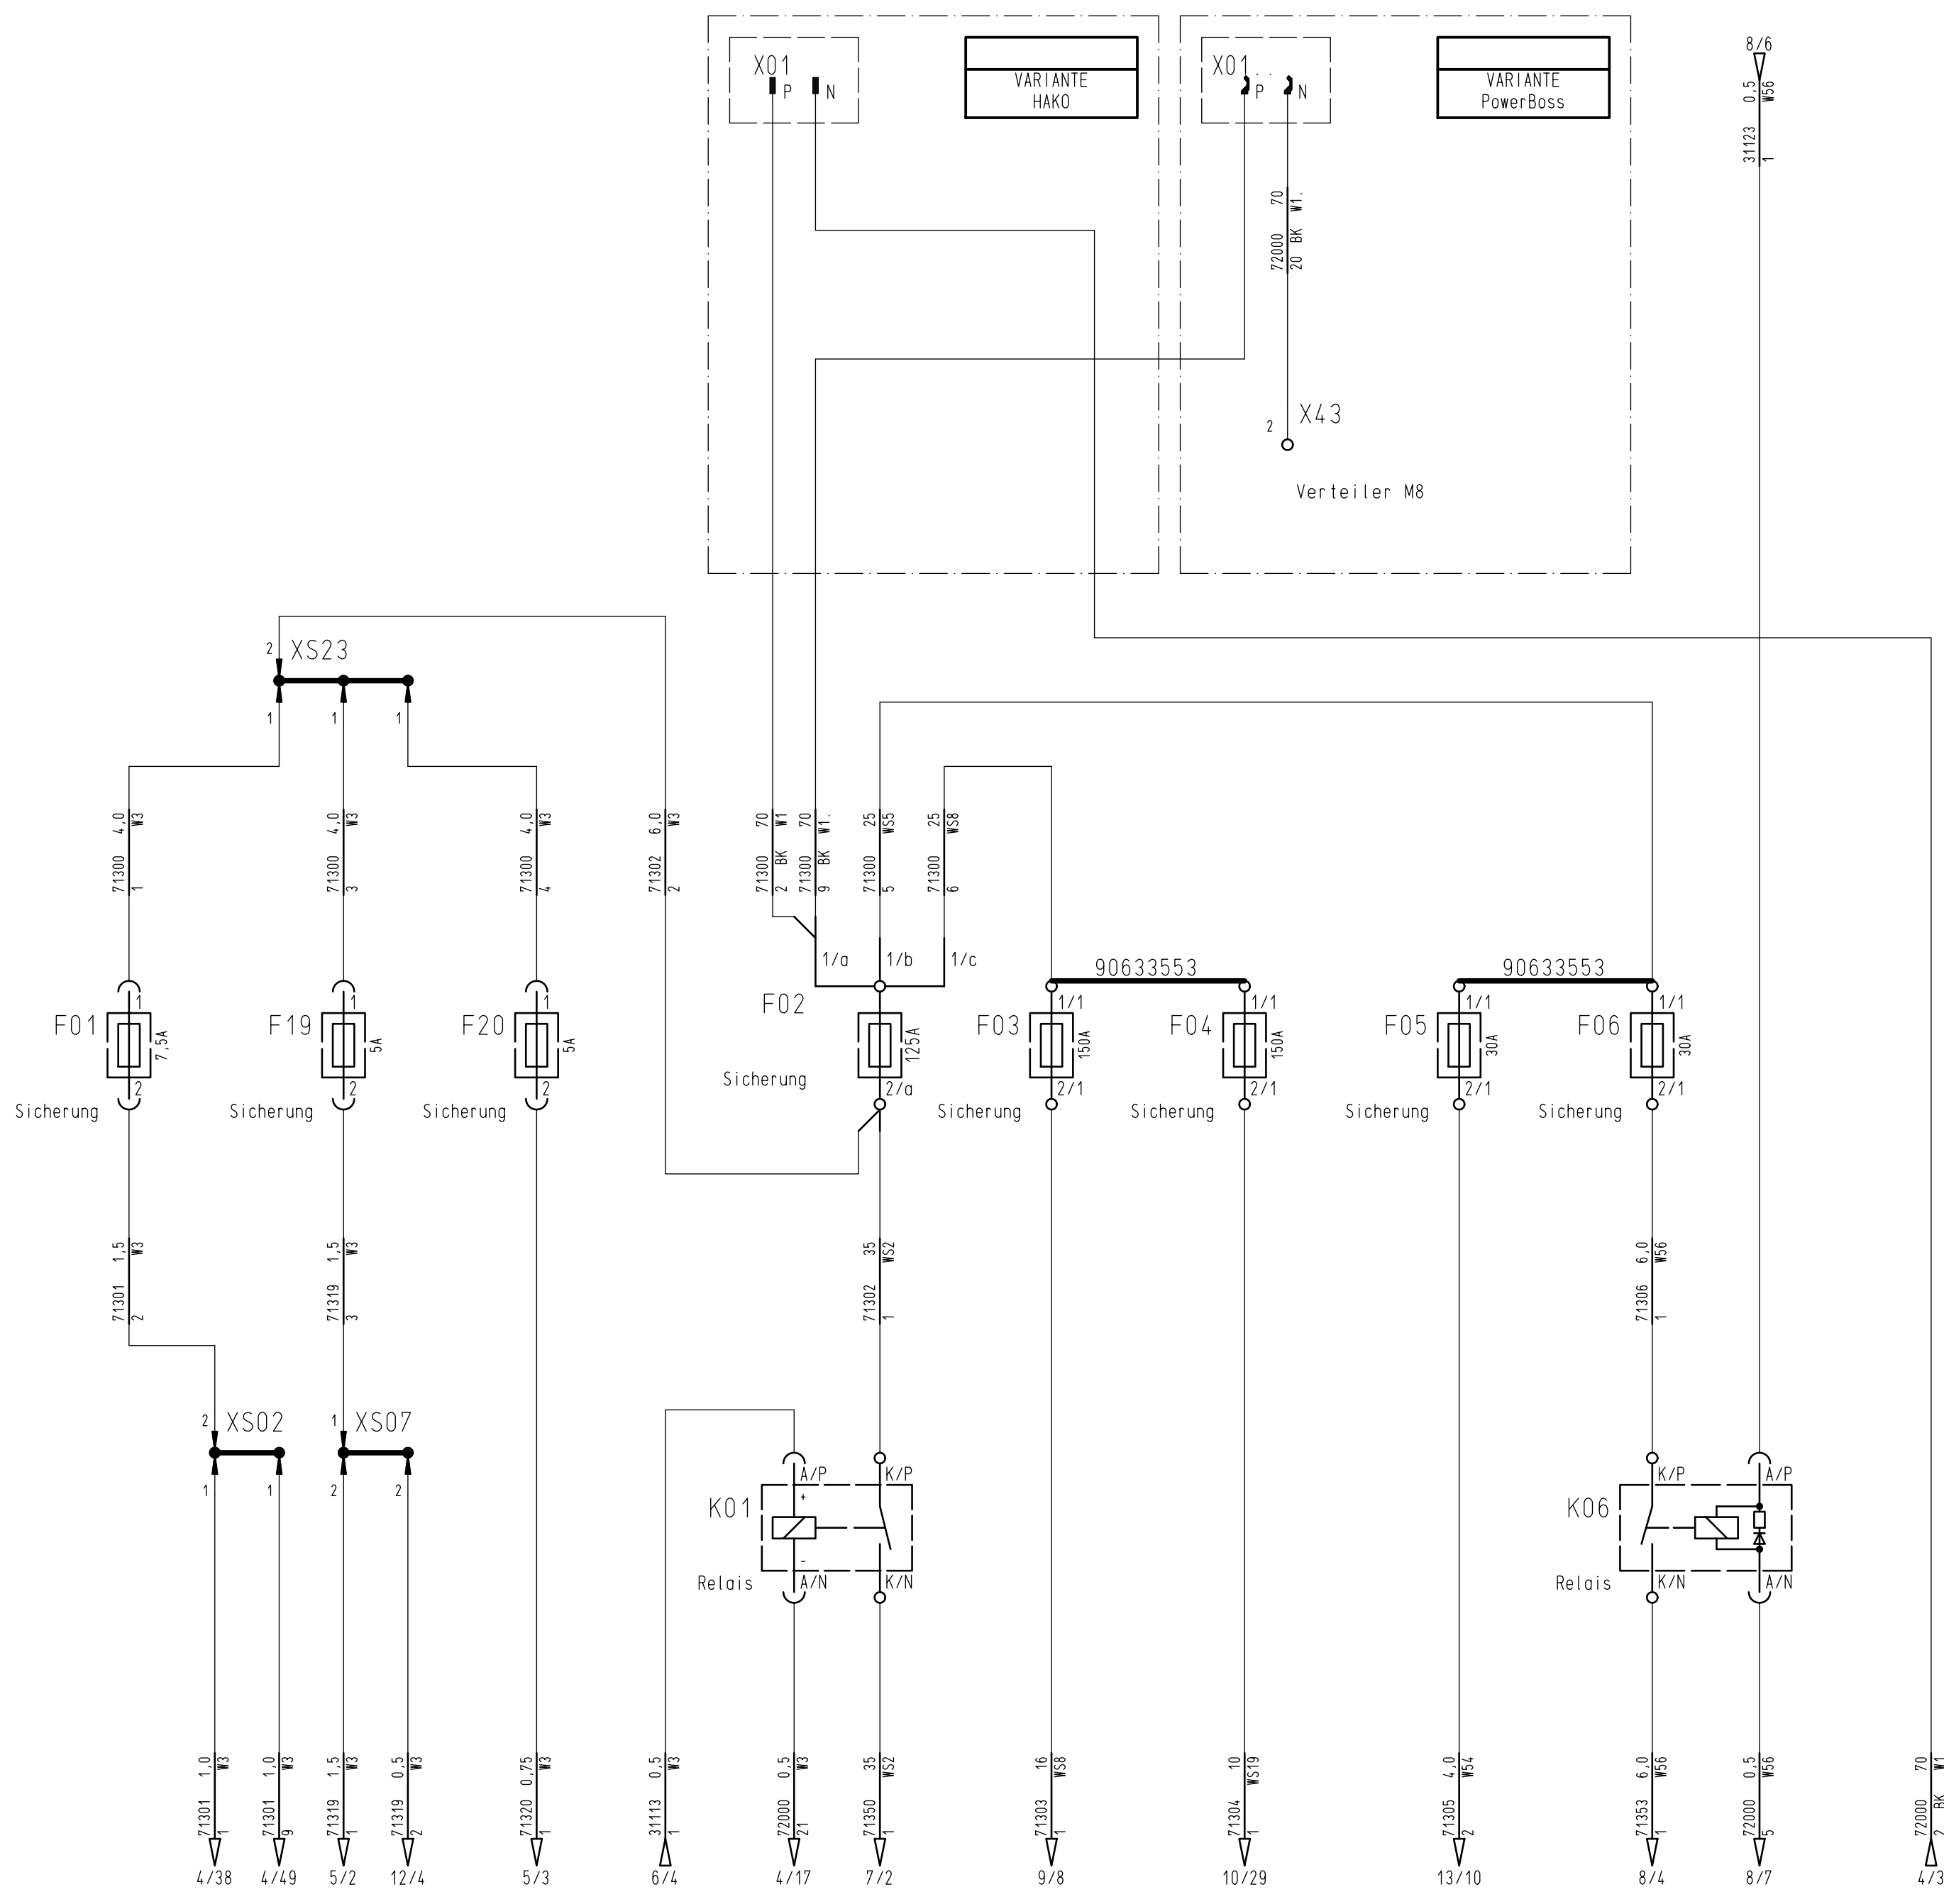 X01
P
N
VARIANTE
HAKO
X01..
P
N
VARIANTE
PowerBoss
8/6
31123 0,5
1 W56
72000 70
20 BK W1.
2
X43
Verteiler M8
2
XS23
1
1
1
71300 4,0
1 W3
71300 4,0
3 W3
71300 4,0
4 W3
71302 6,0
2 W3
71300 70
2 BK W1
71300 70
9 BK W1.
71300 25
5 WS5
71300 25
6 WS8
1/a
1/b
1/c
90633553
90633553
F01
1
7,5A
2
Sicherung
F19
1
5A
2
Sicherung
F20
1
5A
2
Sicherung
F02
125A
2/a
Sicherung
F03
1/1
150A
2/1
Sicherung
F04
1/1
150A
2/1
Sicherung
F05
1/1
30A
2/1
Sicherung
F06
1/1
30A
2/1
Sicherung
71301 1,5
2 W3
71319 1,5
3 W3
71302 35
1 WS2
71306 6,0
1 W56
2
XS02
1
1
1
XS07
2
2
K01
A/P
+
-
A/N
K/P
K/N
Relais
K06
K/P
K/N
A/P
A/N
Relais
71301 1,0
1 W3
71301 1,0
9 W3
71319 1,5
1 W3
71319 0,5
2 W3
71320 0,75
1 W3
31113 0,5
1 W3
72000 0,5
21 W3
71350 35
1 WS2
71303 16
1 WS8
71304 10
1 WS19
71305 4,0
2 W54
71353 6,0
1 W56
72000 0,5
5 W56
72000 70
2 BK W1
4/38
4/49
5/2
12/4
5/3
6/4
4/17
7/2
9/8
10/29
13/10
8/4
8/7
4/3